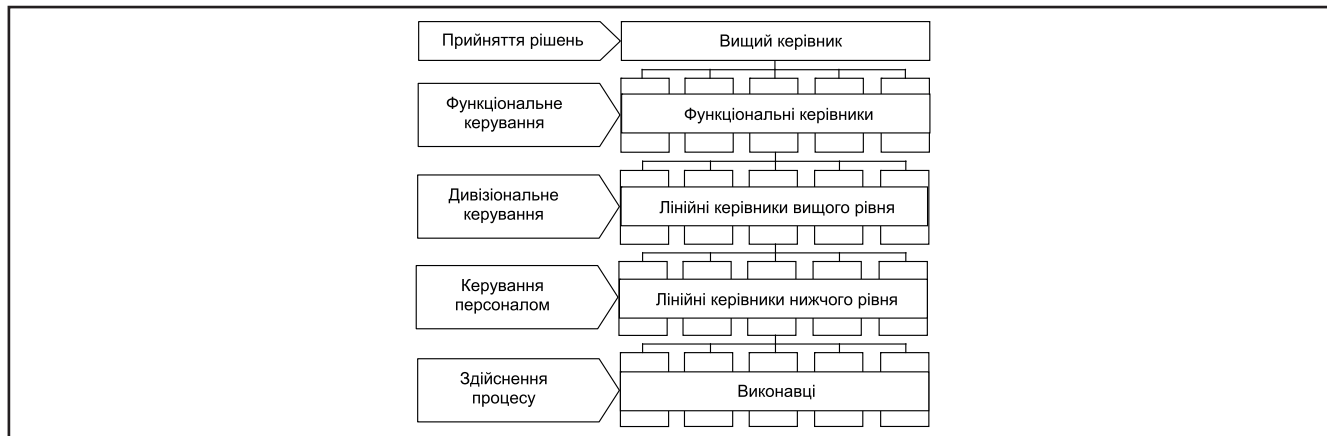 Прийняття рішень
Вищий керівник
Функціональне
керування
Функціональні керівники
Дивізіональне
керування
Лінійні керівники вищого рівня
Керування
персоналом
Лінійні керівники нижчого рівня
Здійснення
процесу
Виконавці